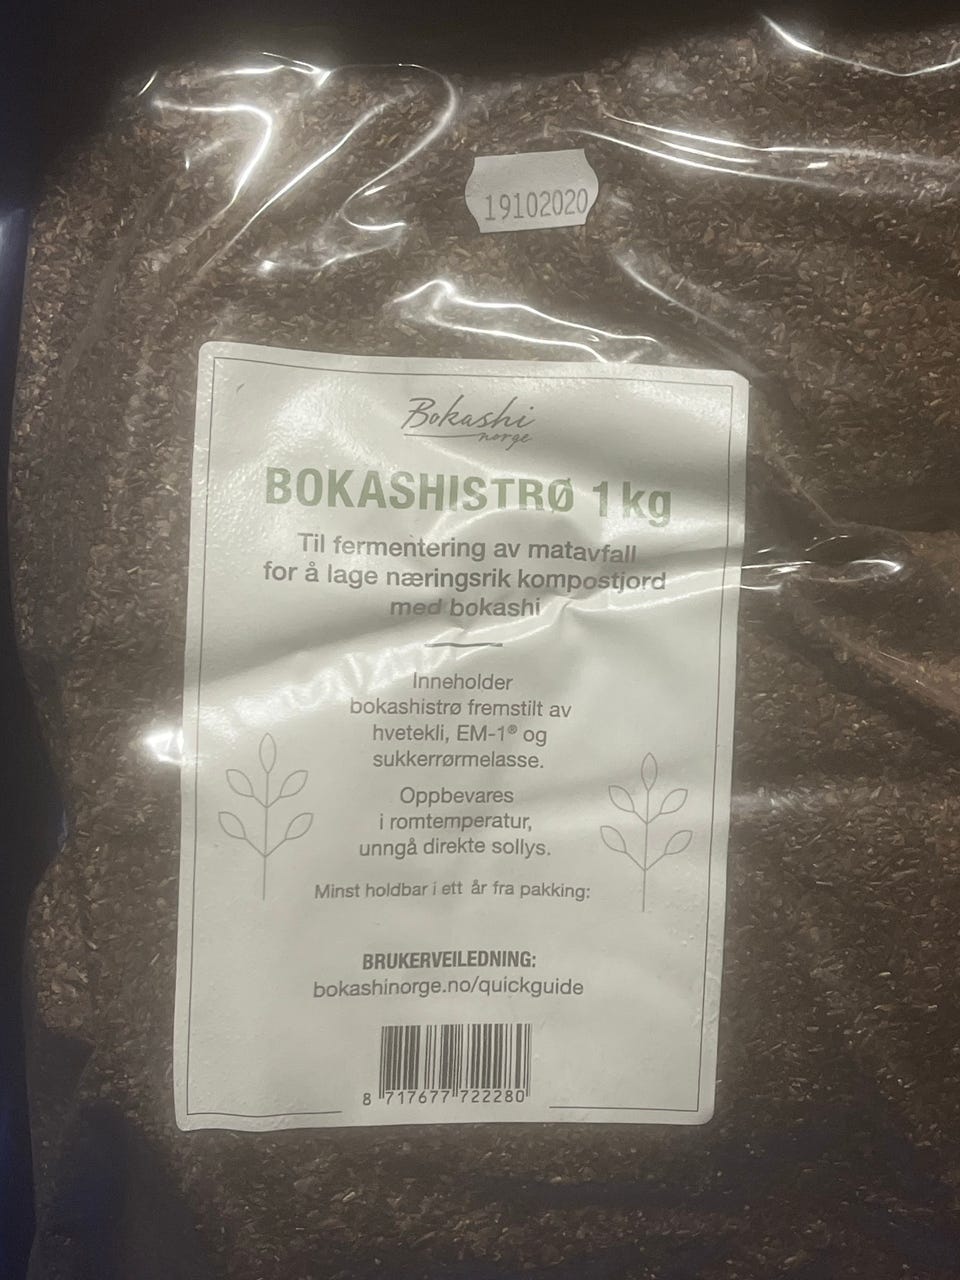 19102020
Bokashi
norge
BOKASHISTRØ 1 kg
Til fermentering av matavfall
for å lage næringsrik kompostjord
med bokashi
Inneholder
bokashistrø fremstilt av
hvetekli, EM-1® og
sukkerrørmelasse.
Oppbevares
i romtemperatur,
unngå direkte sollys.
Minst holdbar i ett år fra pakking:
BRUKERVEILEDNING:
bokashinorge.no/quickguide
8 717677 722280